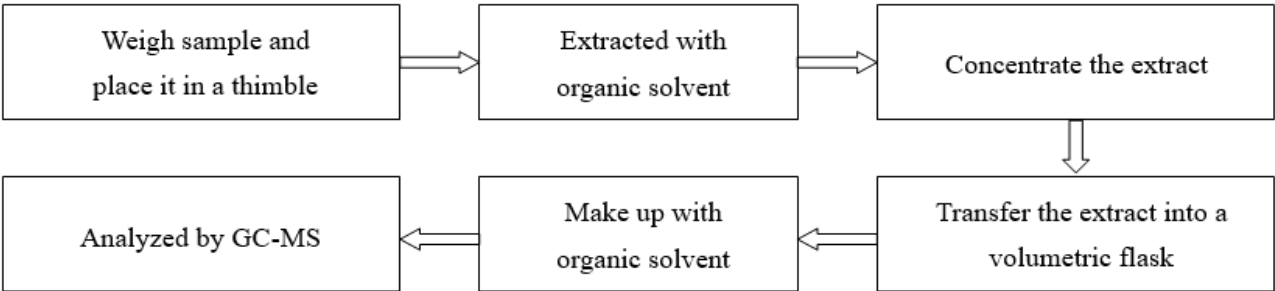 Weigh sample and
place it in a thimble
Extracted with
organic solvent
Concentrate the extract
Transfer the extract into a
volumetric flask
Make up with
organic solvent
Analyzed by GC-MS